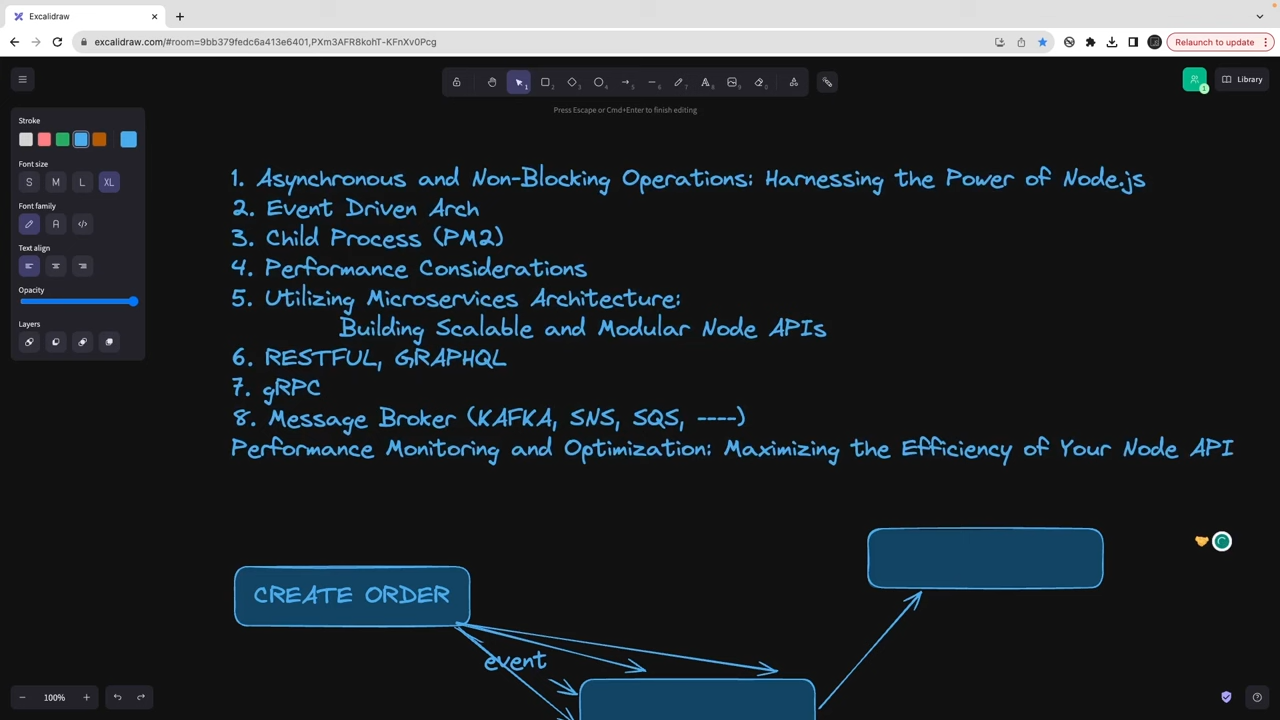 Excalidraw
excalidraw.com/#room=9bb379fedc6a413e6401,PXm3AFR8kohT-KFnXv0Pcg
Relaunch to update
Library
Press Escape or Cmd+Enter to finish editing
Stroke
Font size
S M L XL
Font family
A </>
Text align
Opacity
Layers
1. Asynchronous and Non-Blocking Operations: Harnessing the Power of Node.js
2. Event Driven Arch
3. Child Process (PM2)
4. Performance Considerations
5. Utilizing Microservices Architecture:
Building Scalable and Modular Node APIs
6. RESTFUL, GRAPHQL
7. gRPC
8. Message Broker (KAFKA, SNS, SQS, ----)
Performance Monitoring and Optimization: Maximizing the Efficiency of Your Node API
CREATE ORDER
event
100%